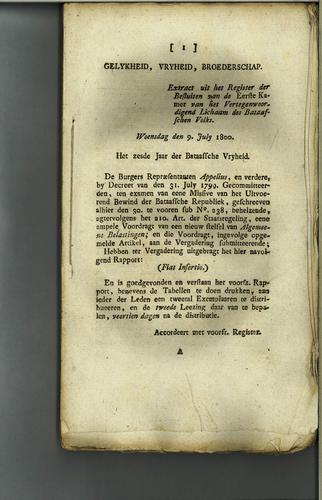 [ 1 ]
GELYKHEID, VRYHEID, BROEDERSCHAP.
Extract uit het Register der
Besluiten van de Eerste Ka-
mer van het Vertegenwoor-
digend Lichaam des Bataaf-
schen Volks.
Woensdag den 9. July 1800.
Het zesde Jaar der Bataafsche Vryheid.
De Burgers Repræsentanten Appelius, en verdere,
by Decreet van den 31. July 1799. Gecommitteer-
den, ten examen van eene Missive van het Uitvoe-
rend Bewind der Bataafsche Republiek, geschreeven
alhier den 30. te vooren sub No. 238, behelzende,
agtervolgens het 210. Art. der Staatsregeling, eene
ampele Voordragt van een nieuw stelsel van Algemee-
ne Belastingen; en die Voordragt, ingevolge opge-
melde Artikel, aan de Vergadering submitteerende;
Hebben ter Vergadering uitgebragt het hier navol-
gend Rapport:
(Fiat Insertio.)
En is goedgevonden en verstaan het voorsz. Rap-
port, benevens de Tabellen te doen drukken, aan
ieder der Leden een tweetal Exemplaaren te distri-
bueeren, en de tweede Leezing daar van te bepa-
len, veertien dagen na de distributie.
Accordeert met voorsz. Register.
A